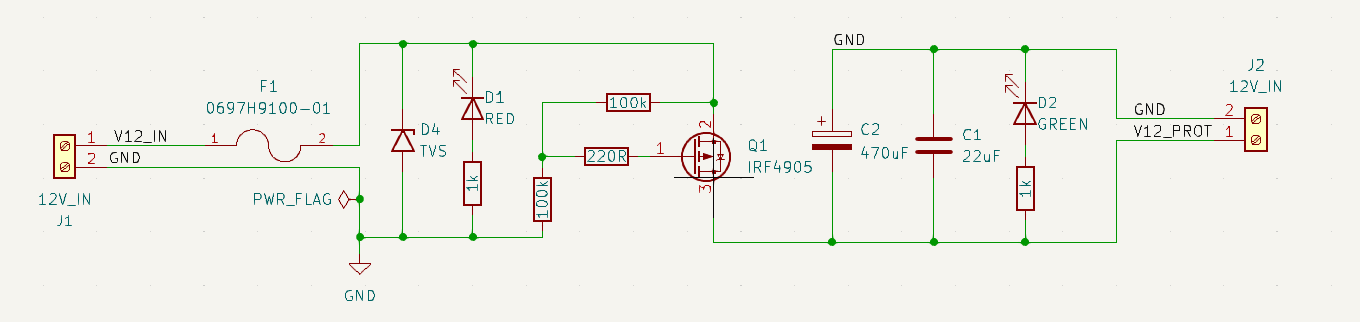 GND
J2
12V_IN
F1
0697H9100-01
D1
RED
100k
2
D2
GREEN
GND 2
V12_PROT 1
1 V12_IN
1 2
2 GND
D4
TVS
220R
1
Q1
IRF4905
+
C2
470uF
C1
22uF
12V_IN
J1
PWR_FLAG
1k
100k
3
1k
GND